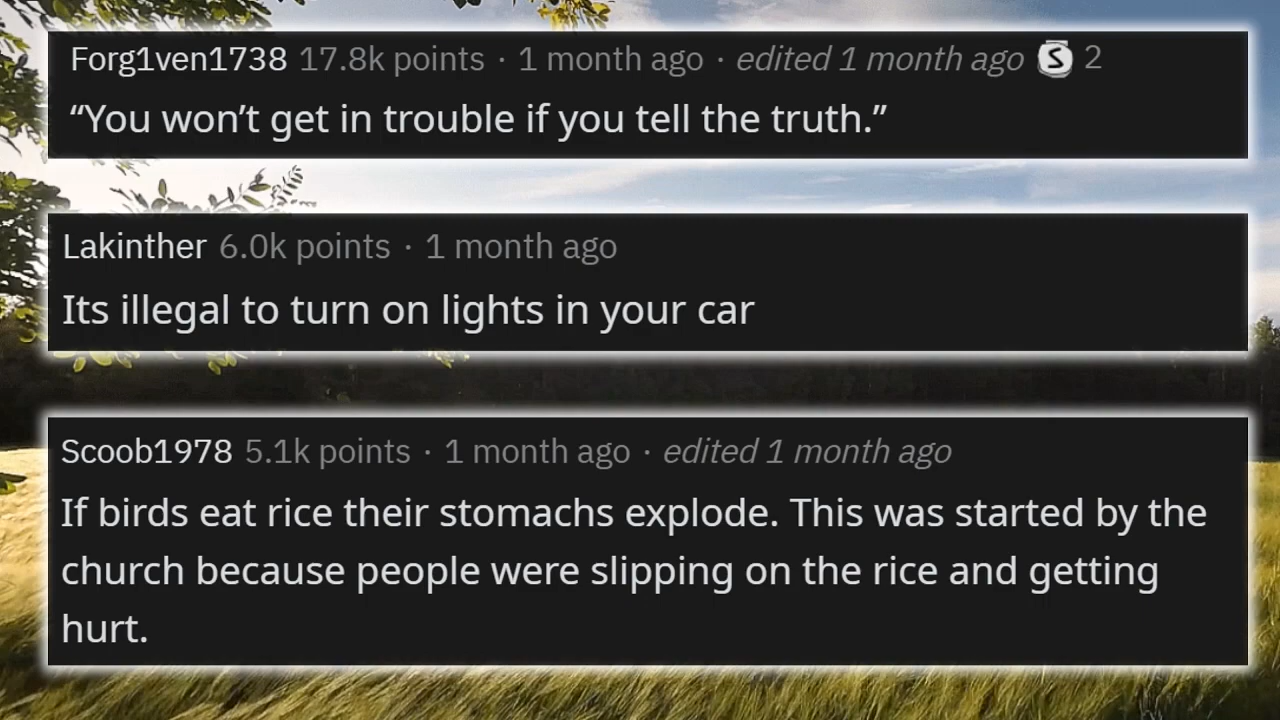 Forg1ven1738 17.8k points · 1 month ago · edited 1 month ago S 2
“You won’t get in trouble if you tell the truth.”
Lakinther 6.0k points · 1 month ago
Its illegal to turn on lights in your car
Scoob1978 5.1k points · 1 month ago · edited 1 month ago
If birds eat rice their stomachs explode. This was started by the
church because people were slipping on the rice and getting
hurt.